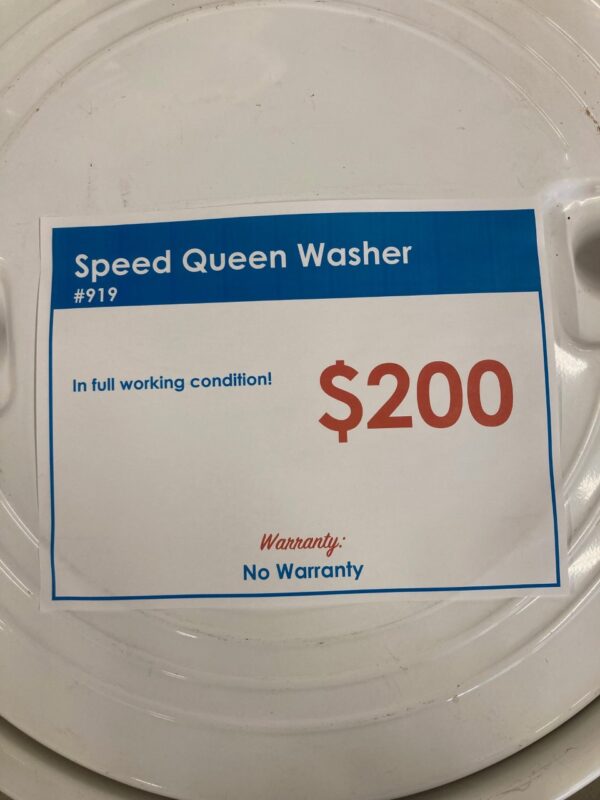 Speed Queen Washer
#919
In full working condition!
$200
Warranty:
No Warranty